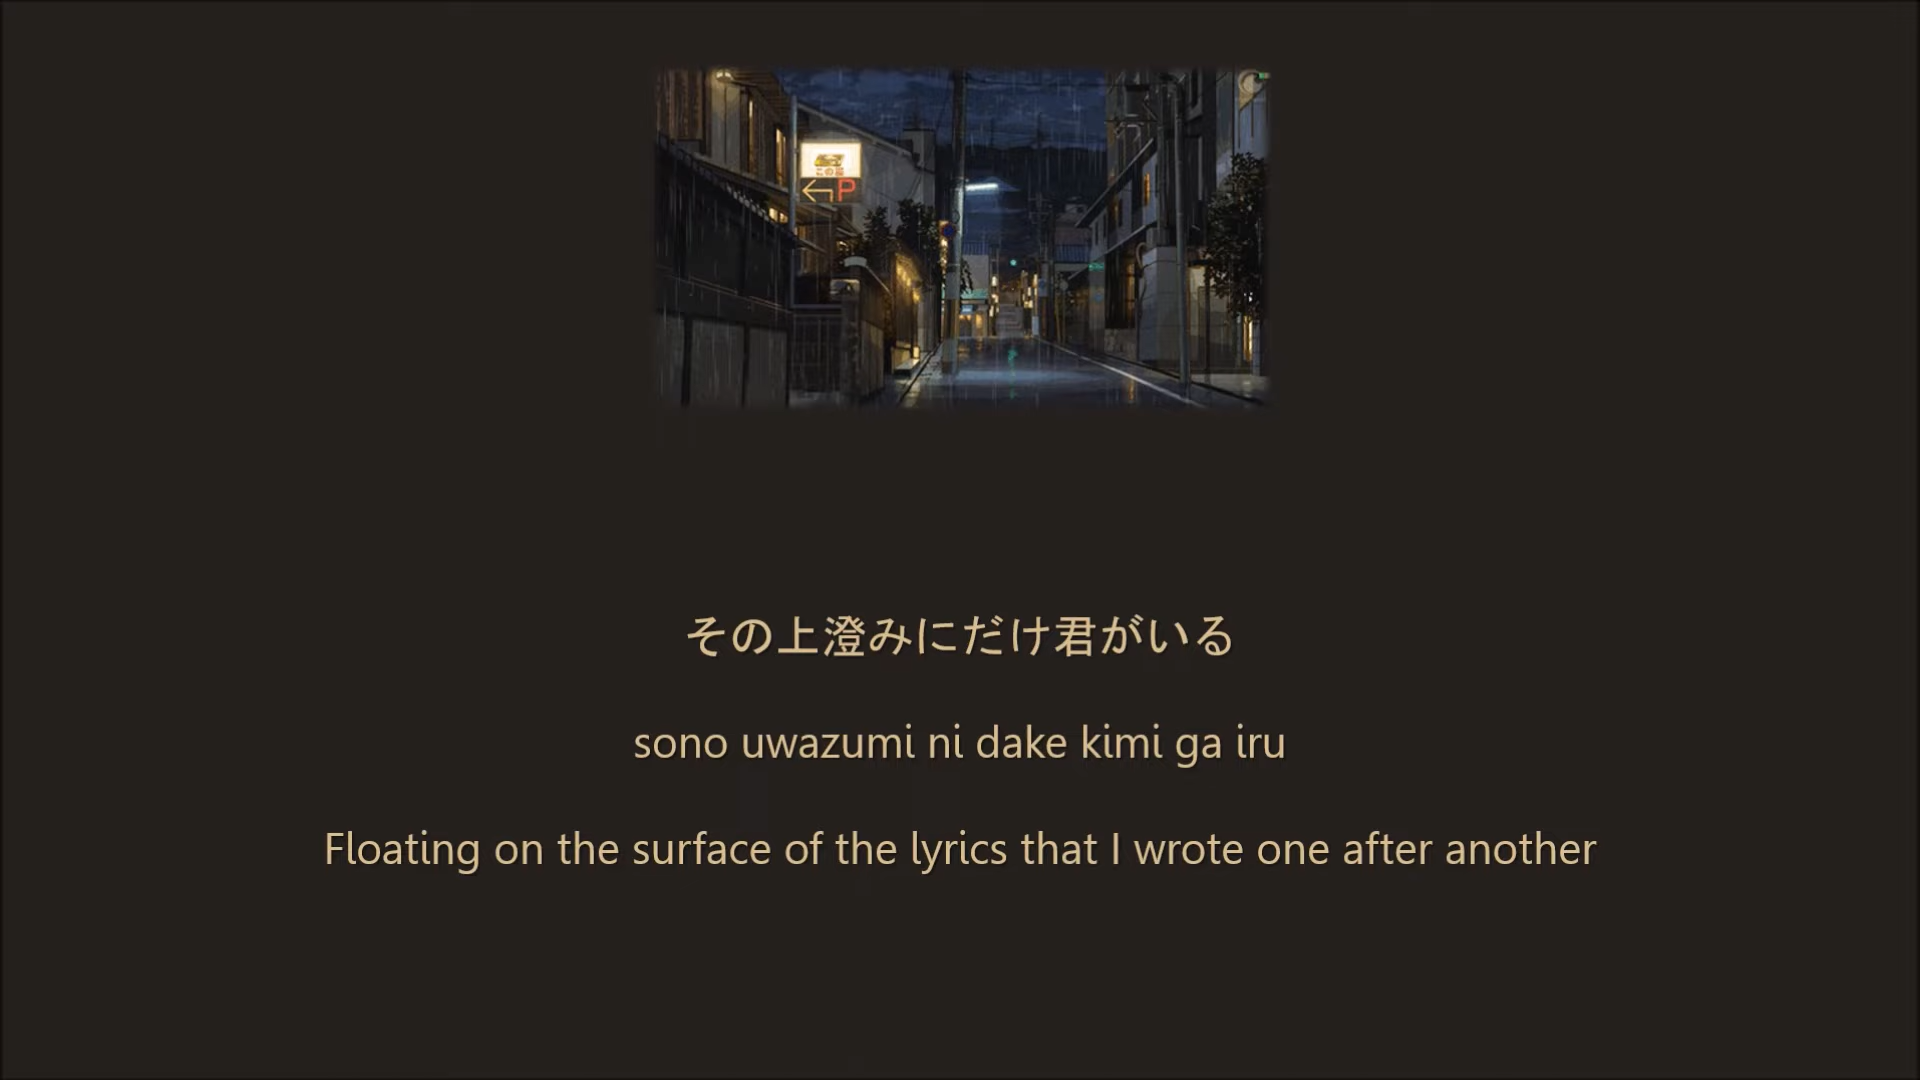 ←P
その上澄みにだけ君がいる
sono uwazumi ni dake kimi ga iru
Floating on the surface of the lyrics that I wrote one after another